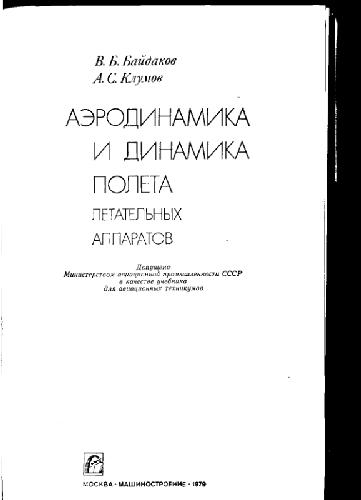 В. Б. Байдаков
А. С. Клумов
АЭРОДИНАМИКА
И ДИНАМИКА
ПОЛЕТА
ЛЕТАТЕЛЬНЫХ
АППАРАТОВ
Допущено
Министерством авиационной промышленности СССР
в качестве учебника
для авиационных техникумов
МОСКВА · МАШИНОСТРОЕНИЕ · 1979